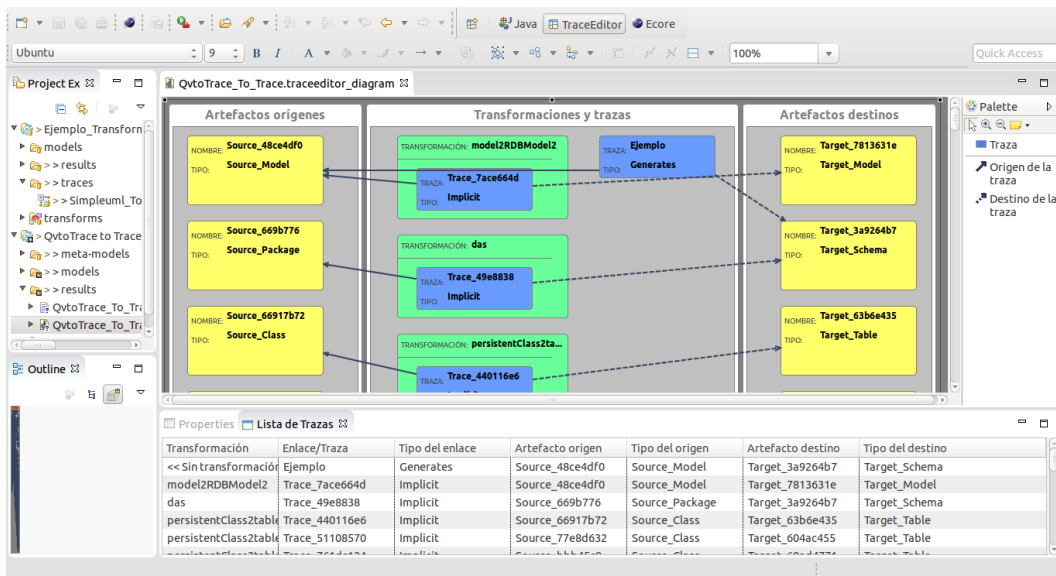 Java TraceEditor Ecore
Ubuntu 9 B I A 100% Quick Access
Project Ex
> Ejemplo_Transforn
models
> > results
> > traces
> > Simpleuml_To
transforms
> QvtoTrace to Trace
> > meta-models
> > models
> > results
QvtoTrace_To_Tra
QvtoTrace_To_Tra
Outline
QvtoTrace_To_Trace.traceeditor_diagram
Artefactos orígenes
NOMBRE: Source_48ce4df0
TIPO: Source_Model
NOMBRE: Source_669b776
TIPO: Source_Package
NOMBRE: Source_66917b72
TIPO: Source_Class
Transformaciones y trazas
TRANSFORMACIÓN: model2RDBModel2
TRAZA: Trace_7ace664d
TIPO: Implicit
TRAZA: Ejemplo
TIPO: Generates
TRANSFORMACIÓN: das
TRAZA: Trace_49e8838
TIPO: Implicit
TRANSFORMACIÓN: persistentClass2ta...
TRAZA: Trace_440116e6
Artefactos destinos
NOMBRE: Target_7813631e
TIPO: Target_Model
NOMBRE: Target_3a9264b7
TIPO: Target_Schema
NOMBRE: Target_63b6e435
TIPO: Target_Table
Palette
Traza
Origen de la
traza
Destino de la
traza
Properties Lista de Trazas
Transformación Enlace/Traza Tipo del enlace Artefacto origen Tipo del origen Artefacto destino Tipo del destino
<< Sin transformación Ejemplo Generates Source_48ce4df0 Source_Model Target_3a9264b7 Target_Schema
model2RDBModel2 Trace_7ace664d Implicit Source_48ce4df0 Source_Model Target_7813631e Target_Model
das Trace_49e8838 Implicit Source_669b776 Source_Package Target_3a9264b7 Target_Schema
persistentClass2table Trace_440116e6 Implicit Source_66917b72 Source_Class Target_63b6e435 Target_Table
persistentClass2table Trace_51108570 Implicit Source_77e8d632 Source_Class Target_604ac455 Target_Table